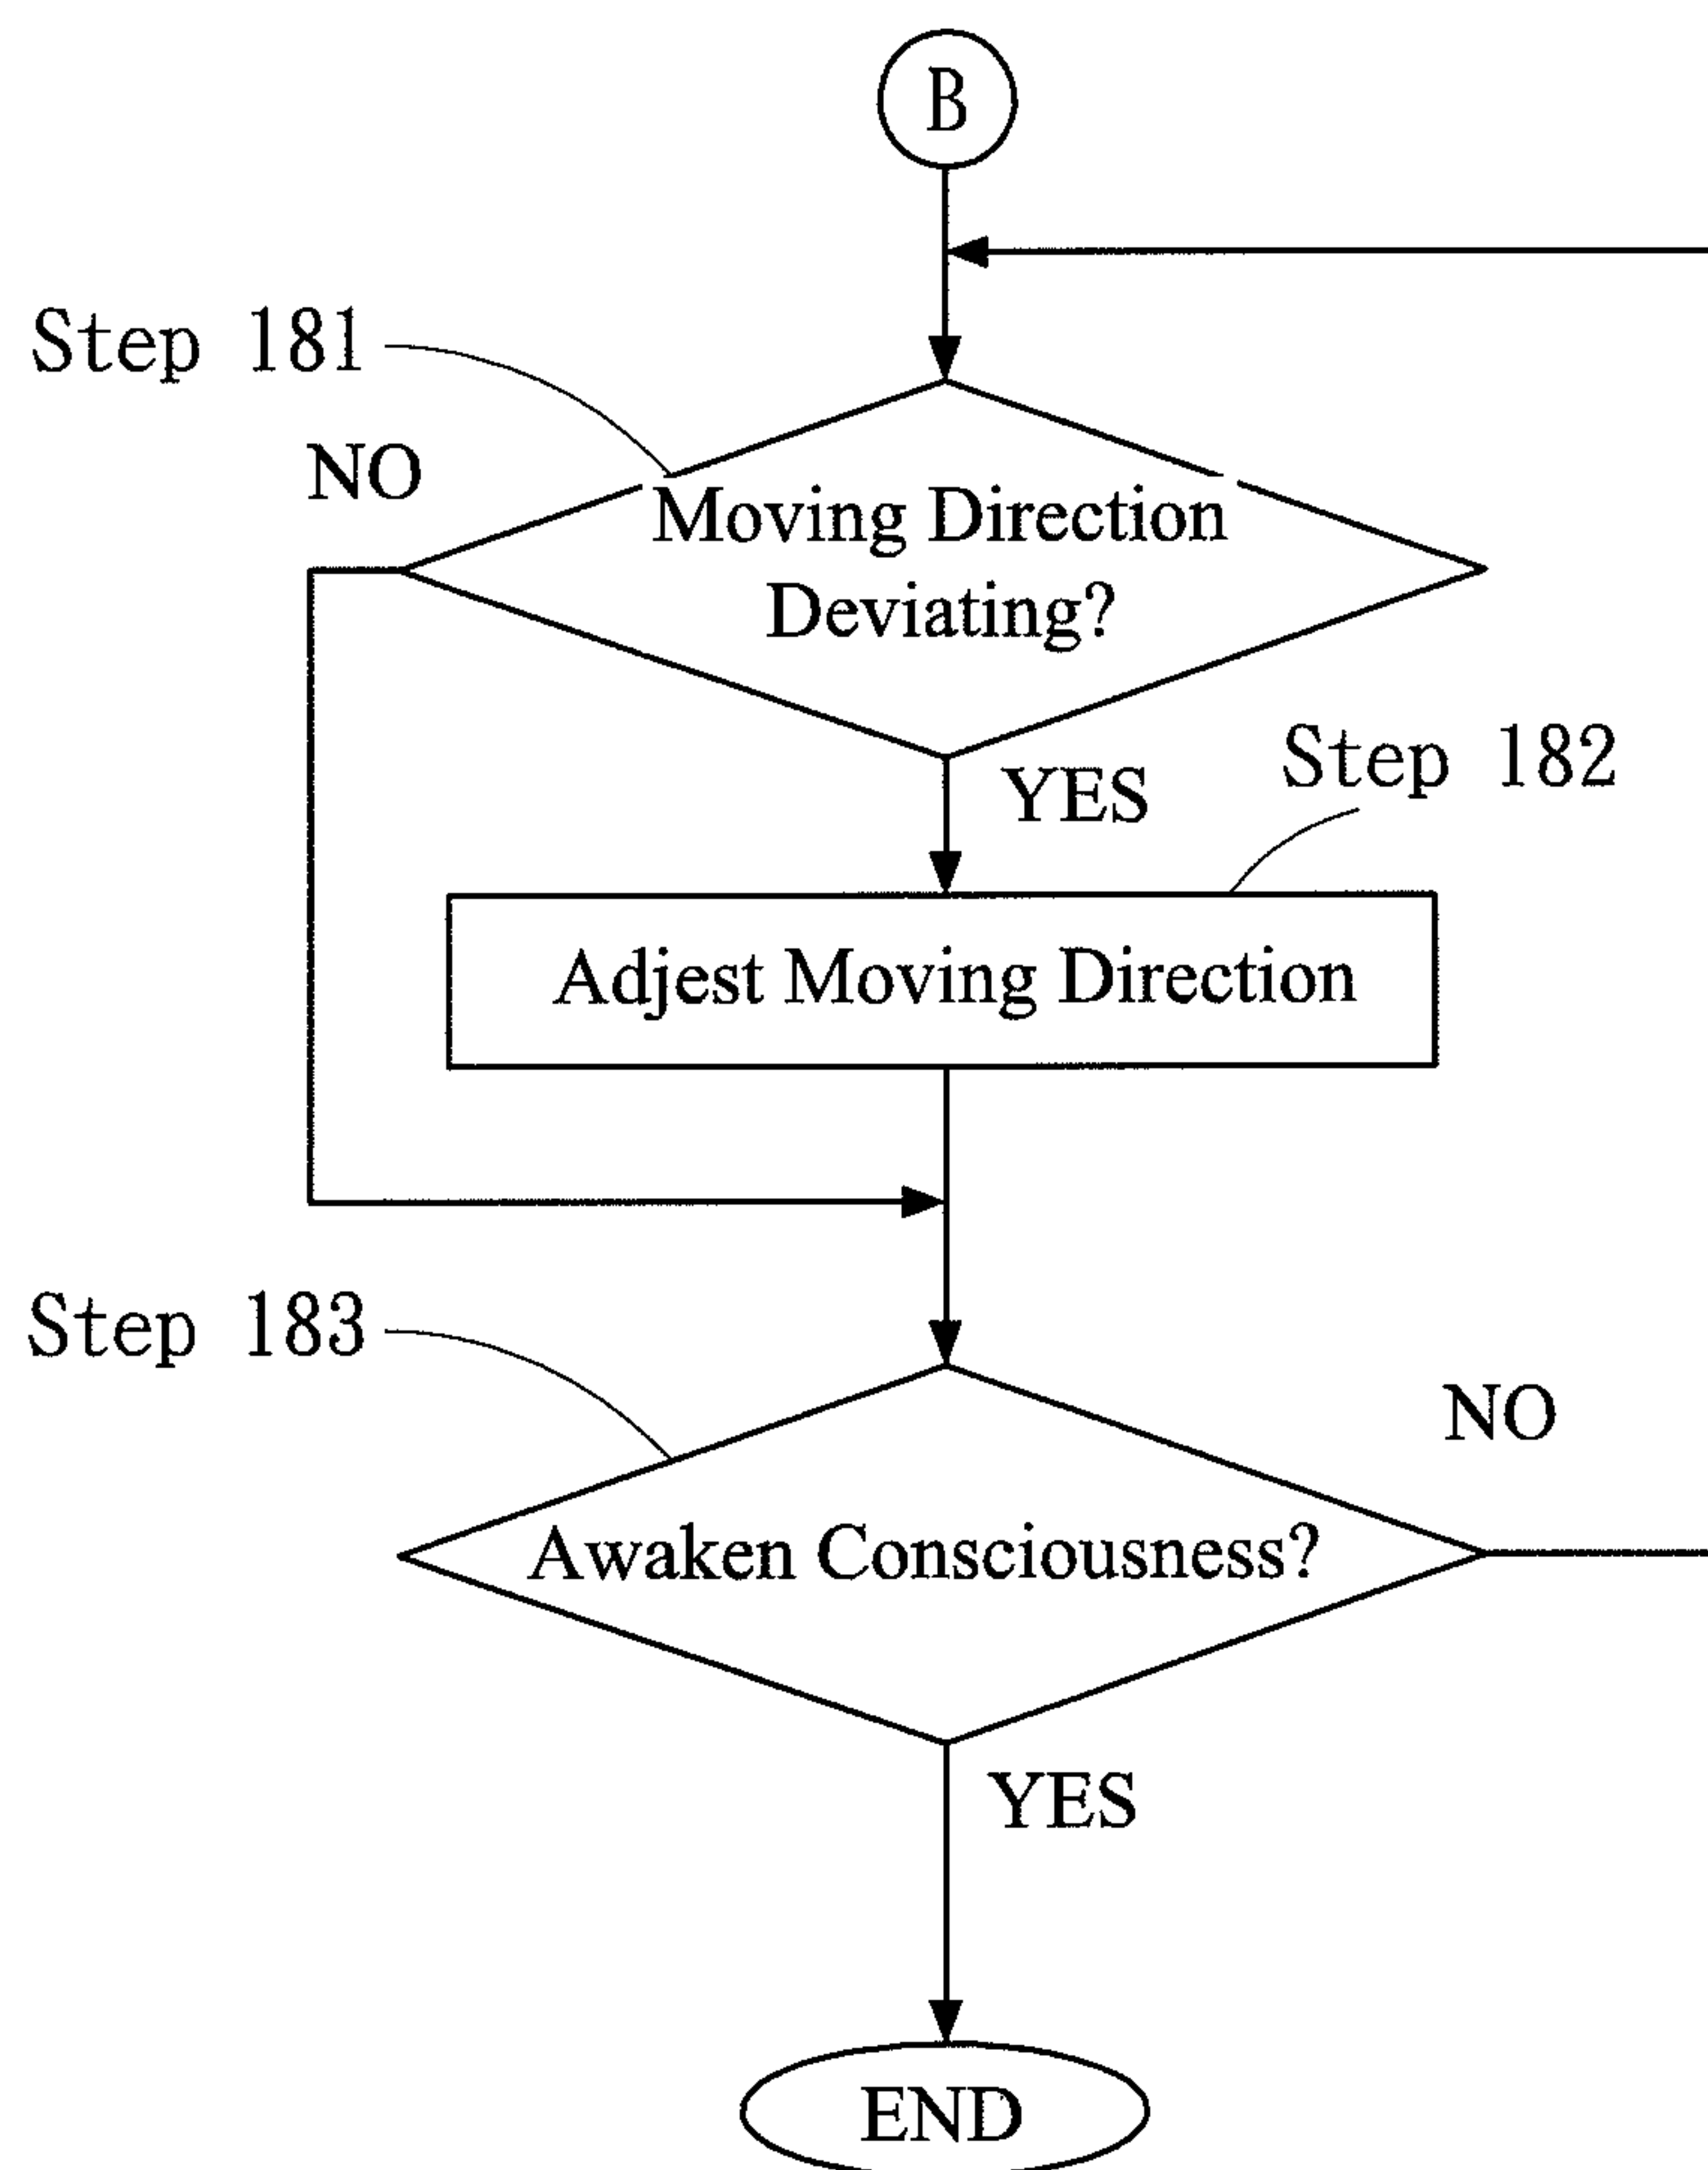 B
Step 181
NO
Moving Direction
Deviating?
YES
Step 182
Adjest Moving Direction
Step 183
NO
Awaken Consciousness?
YES
END